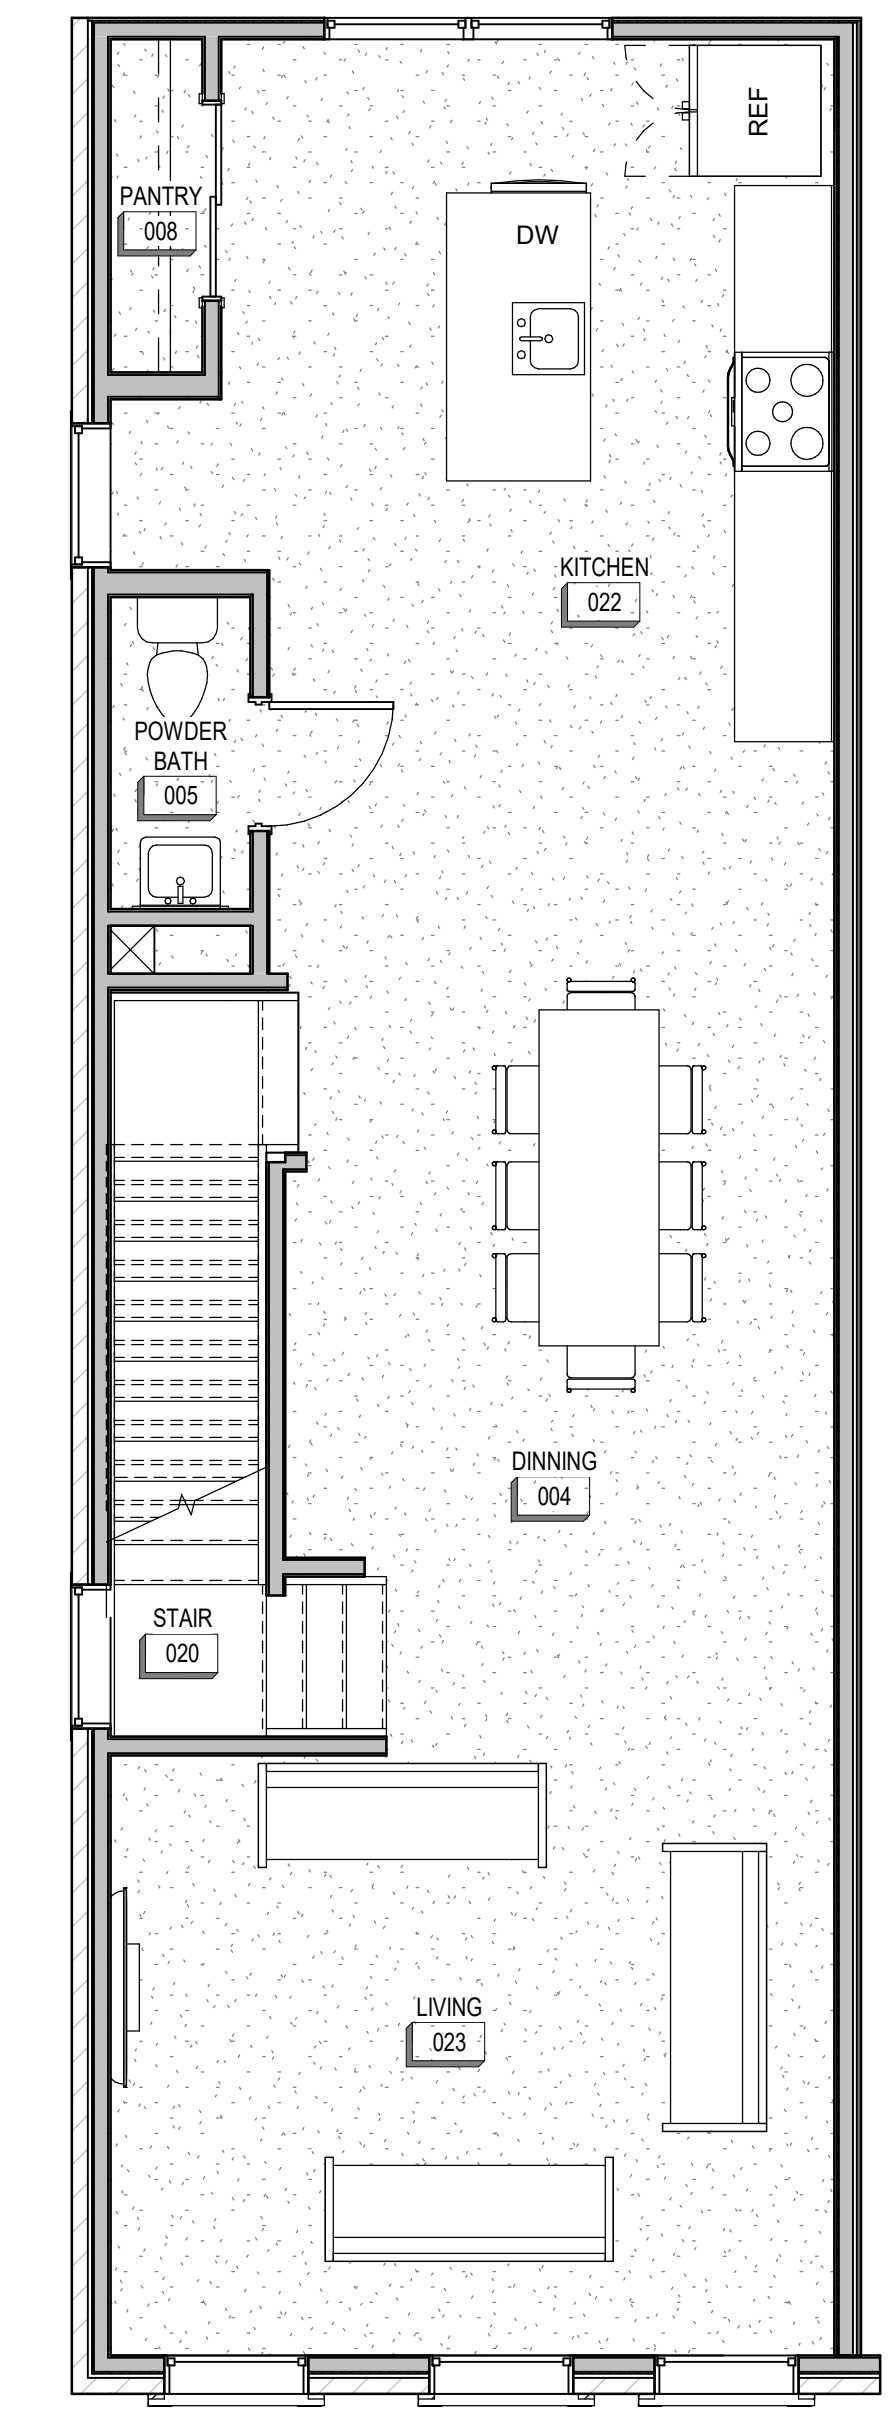 REF
PANTRY
008
DW
KITCHEN
022
POWDER
BATH
005
DINNING
004
STAIR
020
LIVING
023